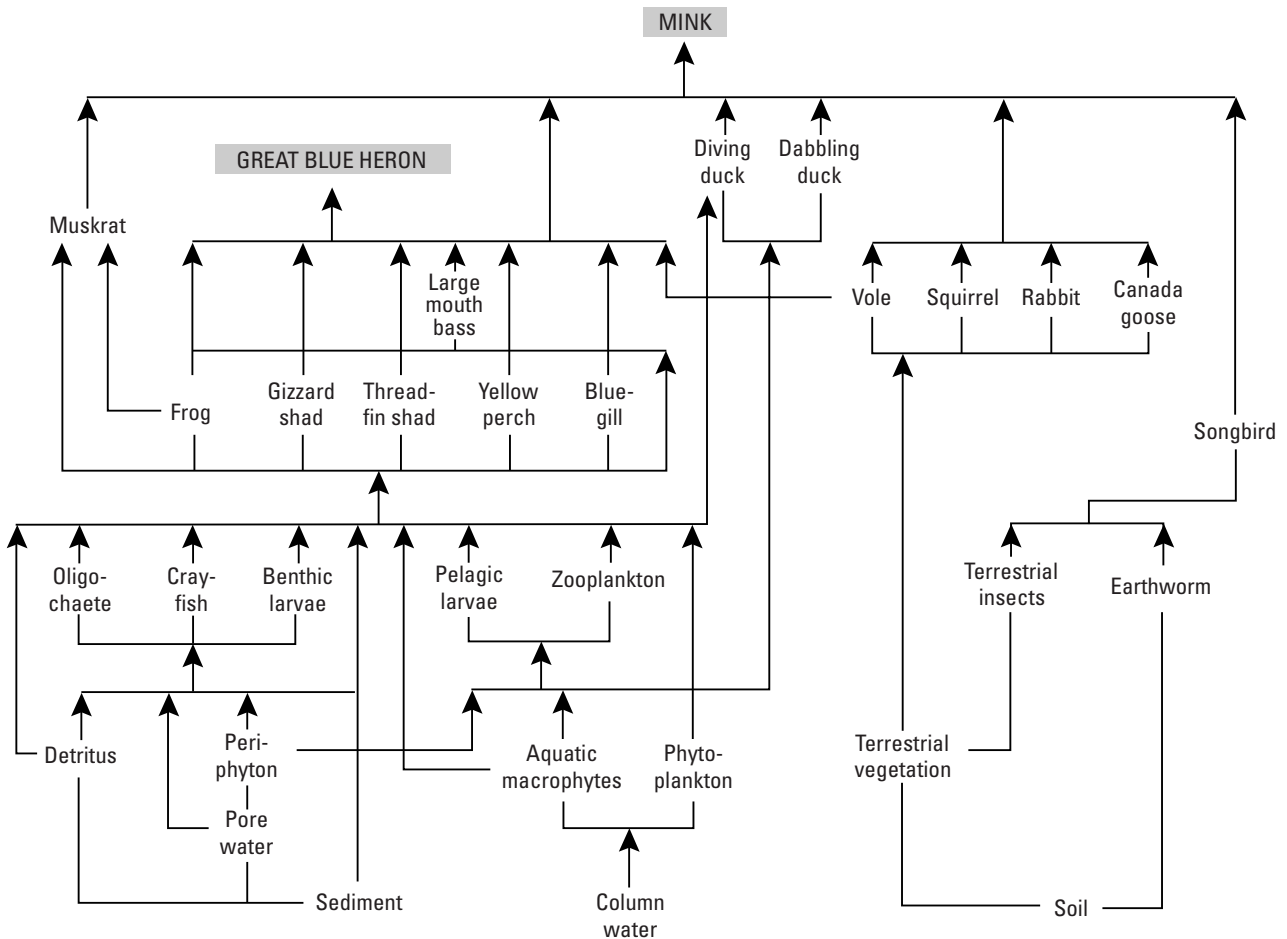 MINK
GREAT BLUE HERON
Diving
duck
Dabbling
duck
Muskrat
Large
mouth
bass
Vole
Squirrel
Rabbit
Canada
goose
Frog
Gizzard
shad
Thread-
fin shad
Yellow
perch
Blue-
gill
Songbird
Oligo-
chaete
Cray-
fish
Benthic
larvae
Pelagic
larvae
Zooplankton
Terrestrial
insects
Earthworm
Detritus
Peri-
phyton
Aquatic
macrophytes
Phyto-
plankton
Terrestrial
vegetation
Pore
water
Sediment
Column
water
Soil